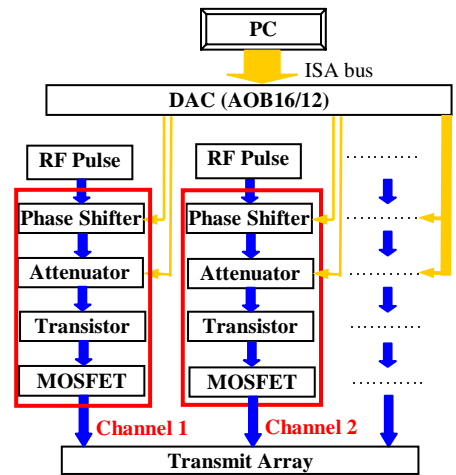 PC
ISA bus
DAC (AOB16/12)
RF Pulse
RF Pulse
Phase Shifter
Phase Shifter
Attenuator
Attenuator
Transistor
Transistor
MOSFET
MOSFET
Channel 1
Channel 2
Transmit Array